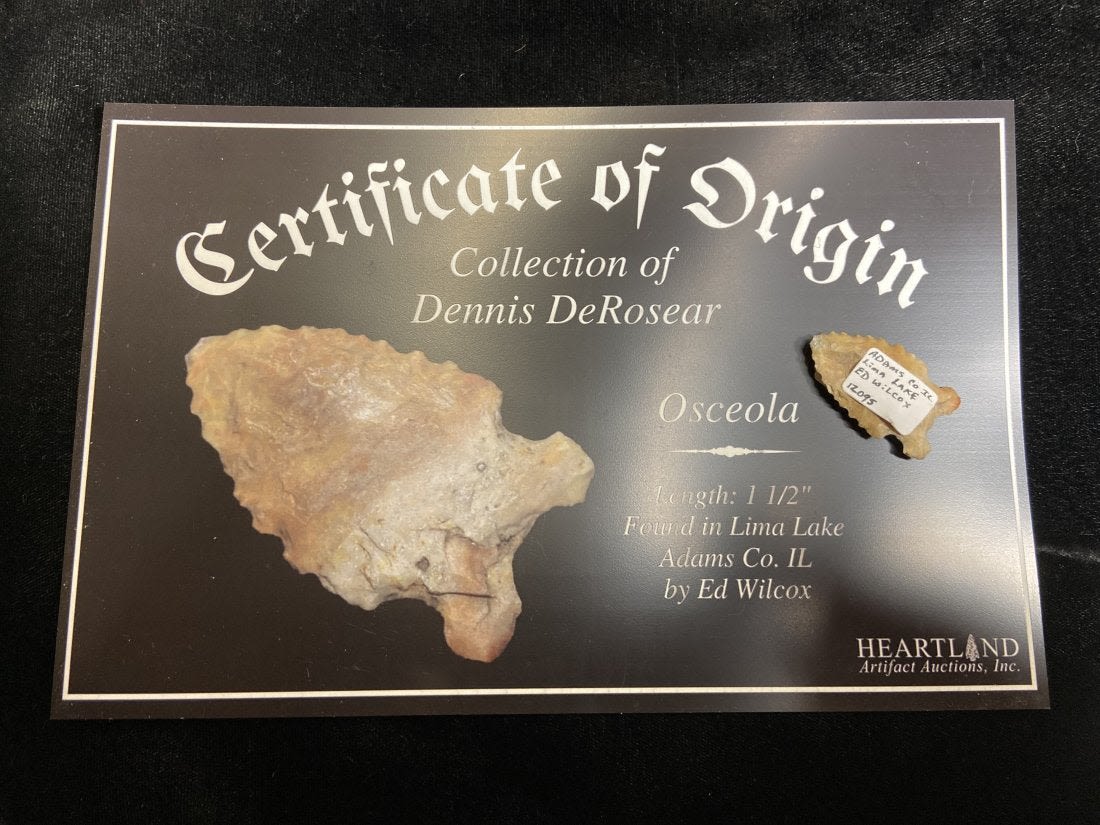 Certificate of Origin
Collection of
Dennis DeRosear
Osceola
Length: 1 1/2"
Found in Lima Lake
Adams Co. IL
by Ed Wilcox
ADAMS CO IL
LIMA LAKE
ED WILCOX
12095
HEARTLAND
Artifact Auctions, Inc.